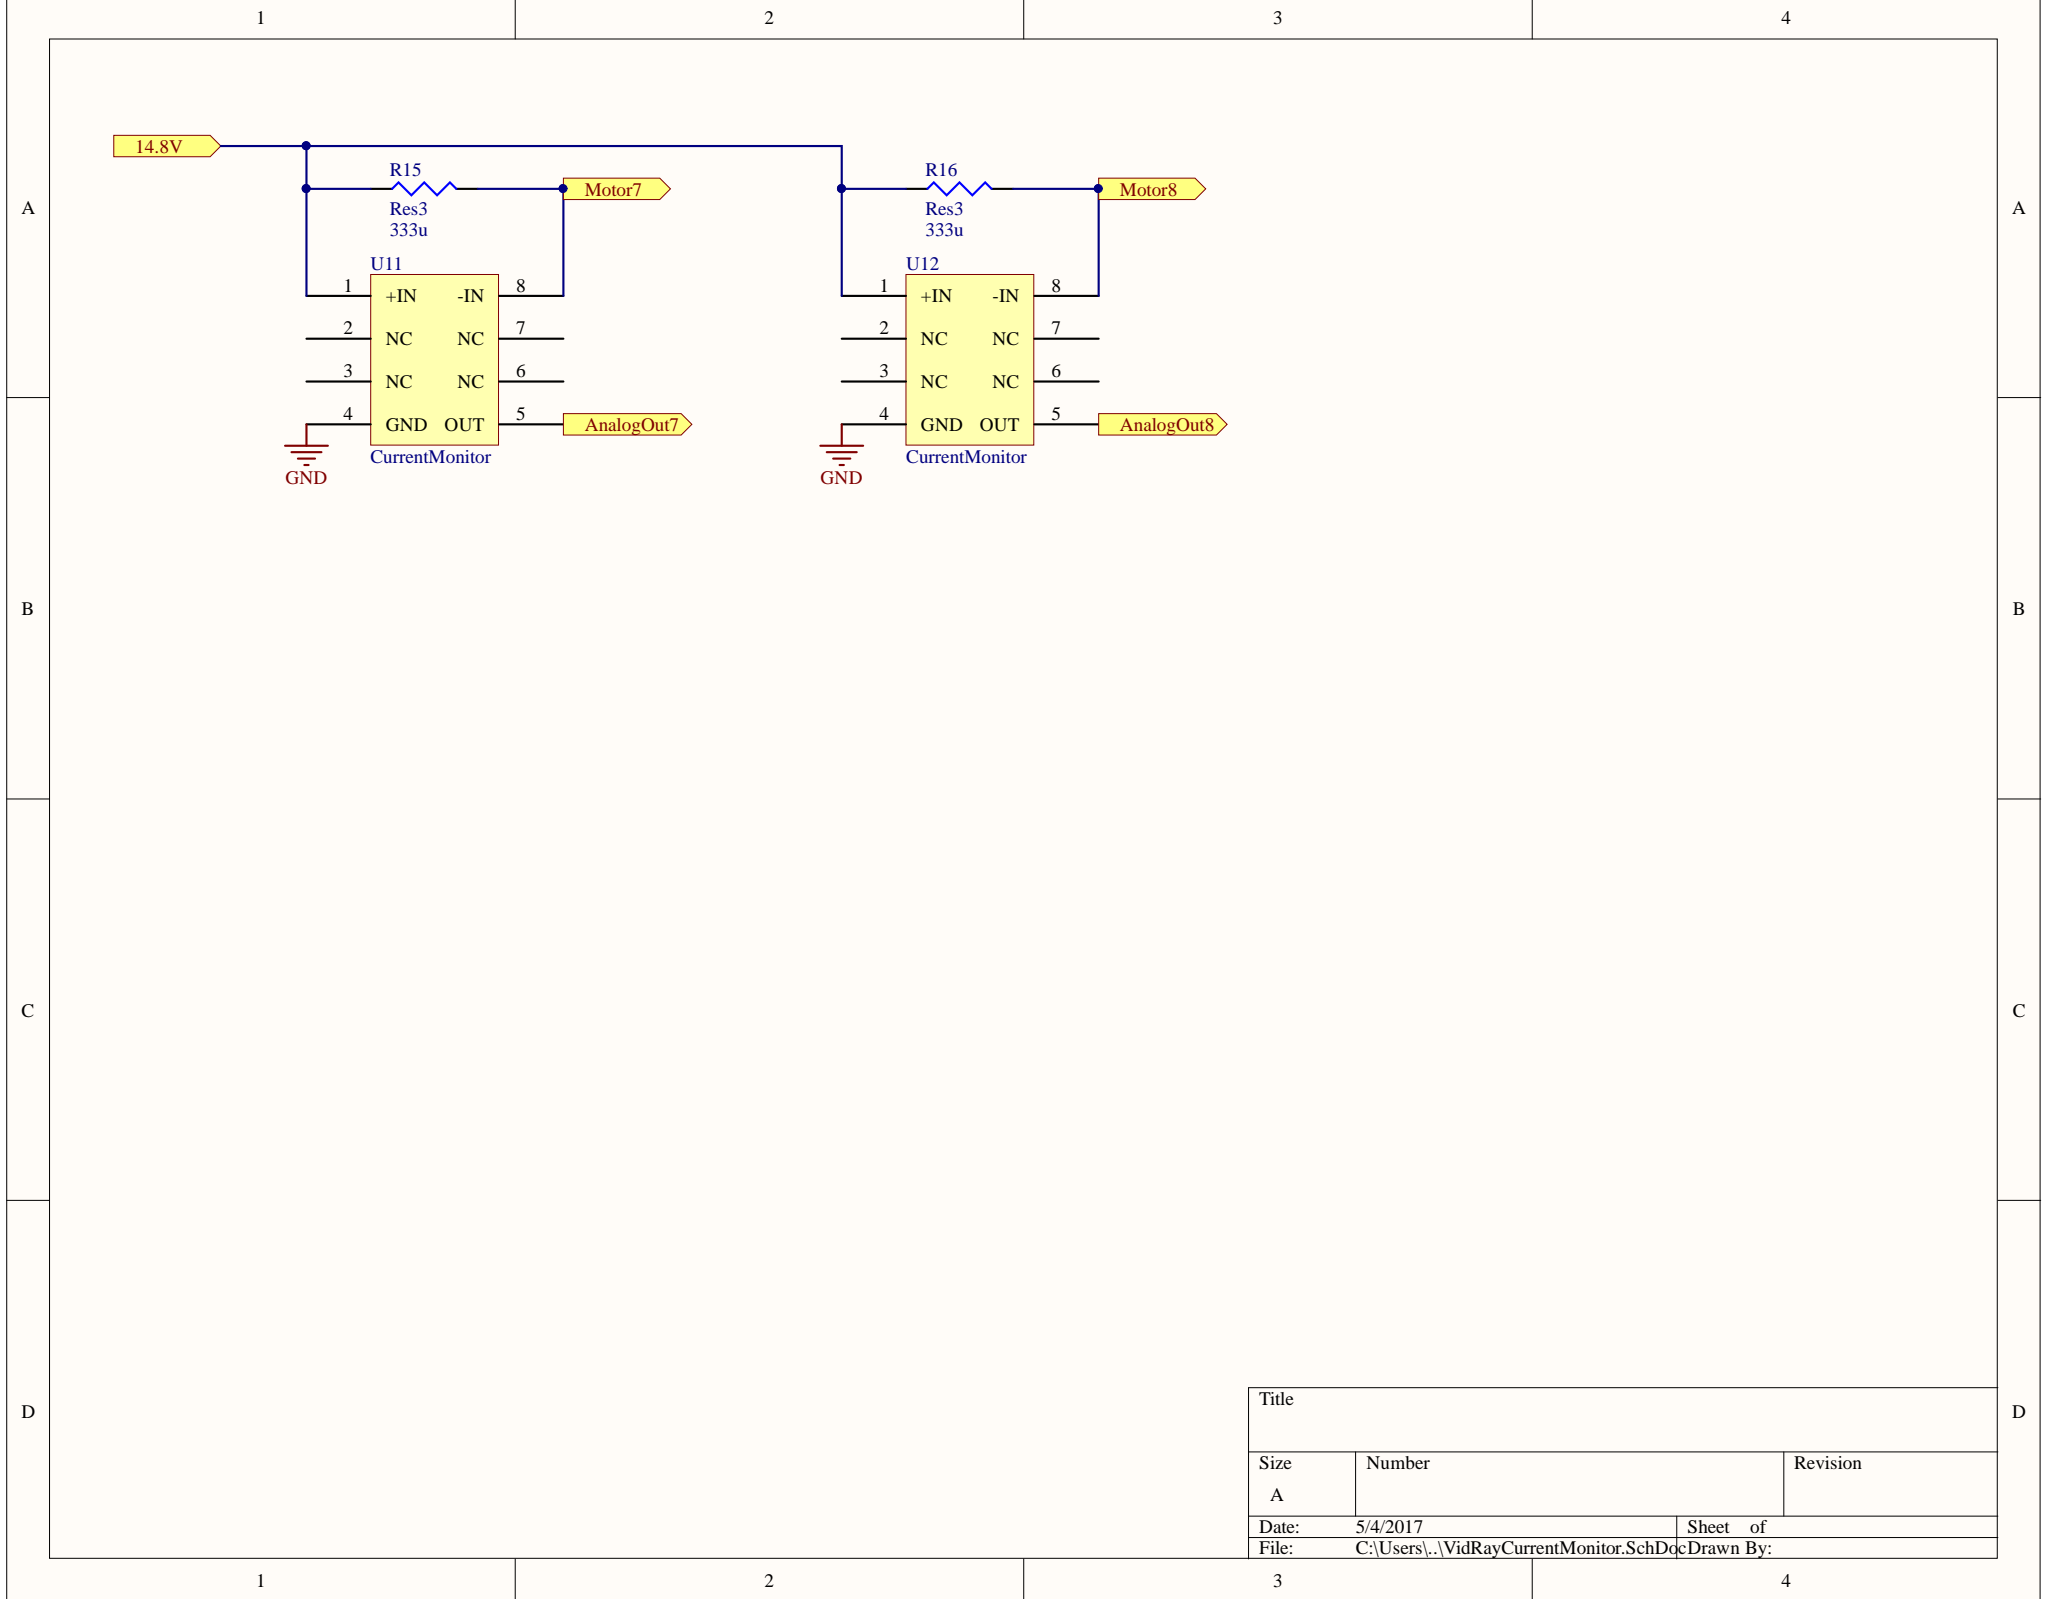 1 2 3 4
14.8V
R15
Res3
333u
Motor7
R16
Res3
333u
Motor8
A A
U11
1 +IN -IN 8
2 NC NC 7
3 NC NC 6
4 GND OUT 5
AnalogOut7
CurrentMonitor
GND
U12
1 +IN -IN 8
2 NC NC 7
3 NC NC 6
4 GND OUT 5
AnalogOut8
CurrentMonitor
GND
B B
C C
D D
Title
Size Number Revision
A
Date: 5/4/2017 Sheet of
File: C:\Users\..\VidRayCurrentMonitor.SchDoc Drawn By:
1 2 3 4